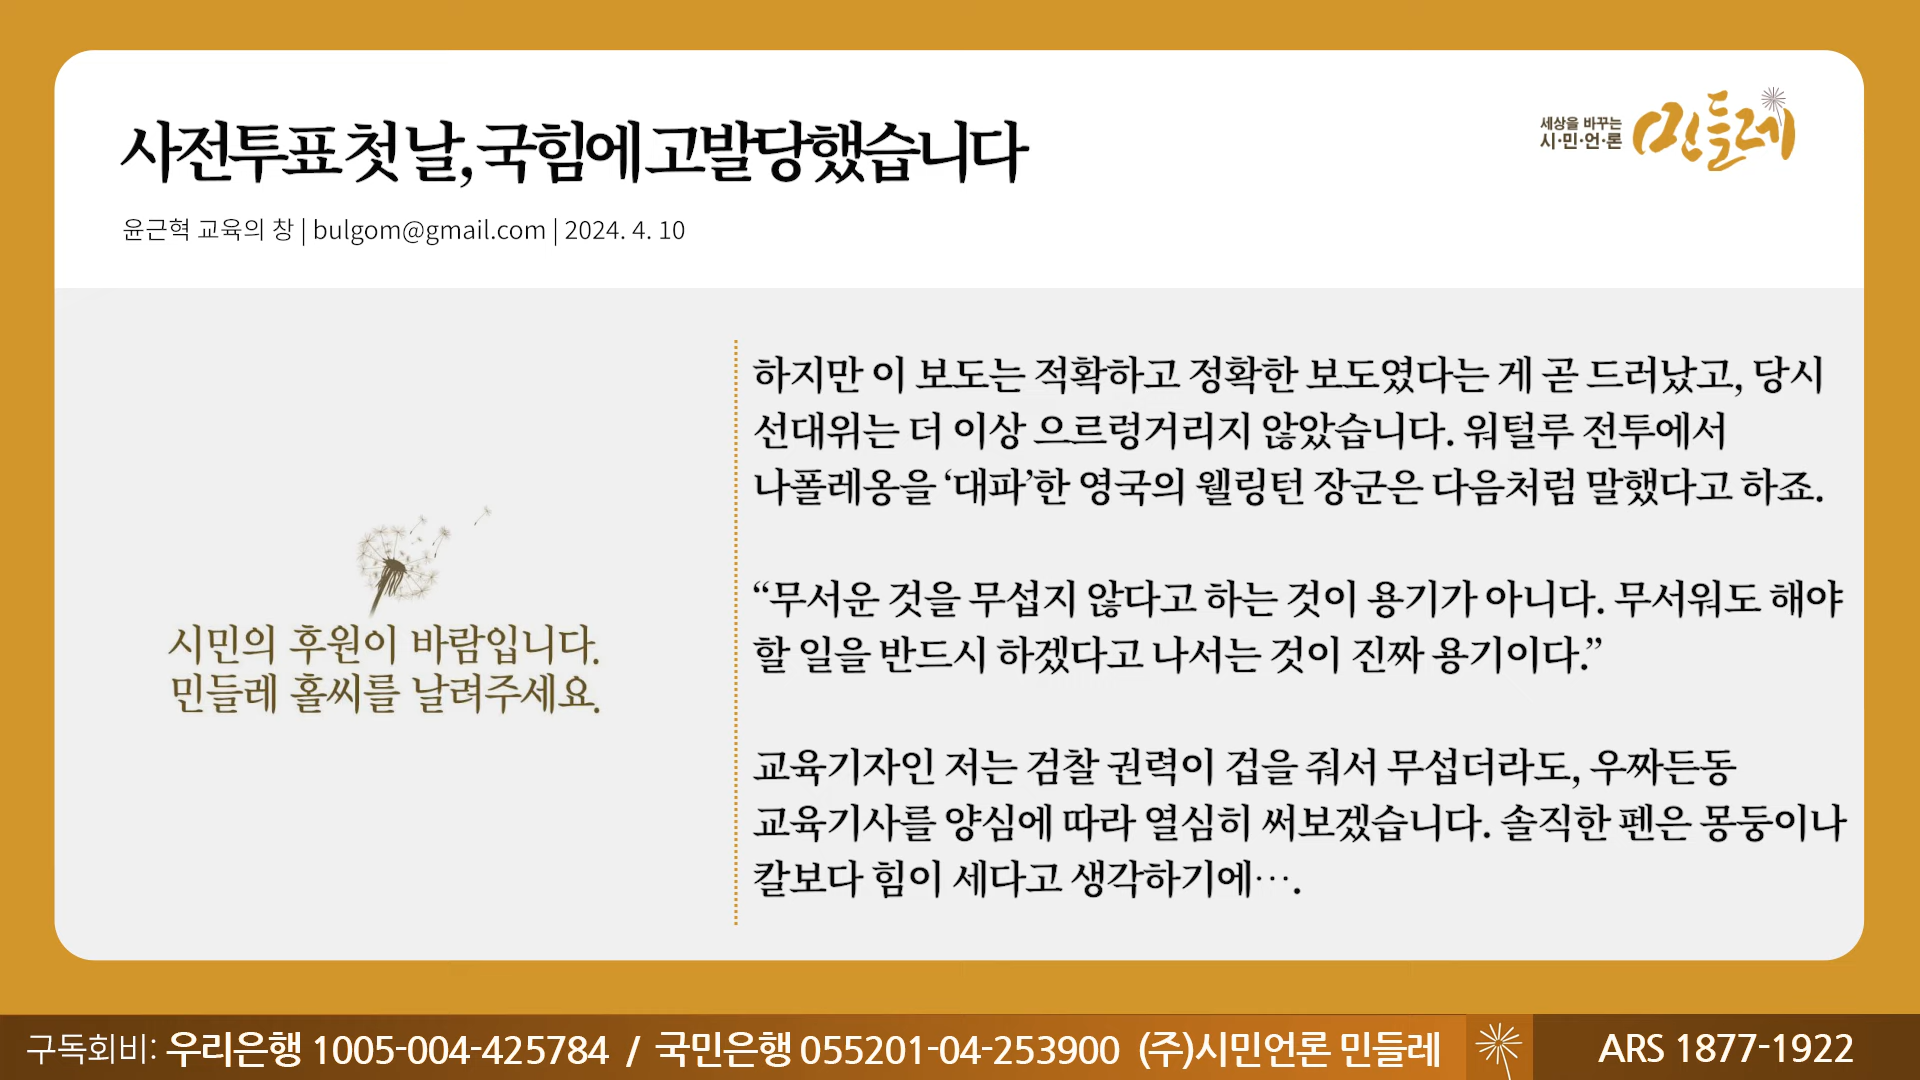 사전투표 첫 날, 국힘에 고발당했습니다
윤근혁 교육의 창 | bulgom@gmail.com | 2024. 4. 10
세상을 바꾸는
시·민·언·론
민들레
하지만 이 보도는 적확하고 정확한 보도였다는 게 곧 드러났고, 당시
선대위는 더 이상 으르렁거리지 않았습니다. 워털루 전투에서
나폴레옹을 ‘대파’한 영국의 웰링턴 장군은 다음처럼 말했다고 하죠.
“무서운 것을 무섭지 않다고 하는 것이 용기가 아니다. 무서워도 해야
할 일을 반드시 하겠다고 나서는 것이 진짜 용기이다.”
교육기자인 저는 검찰 권력이 겁을 줘서 무섭더라도, 우짜든동
교육기사를 양심에 따라 열심히 써보겠습니다. 솔직한 펜은 몽둥이나
칼보다 힘이 세다고 생각하기에….
시민의 후원이 바람입니다.
민들레 홀씨를 날려주세요.
구독회비: 우리은행 1005-004-425784 / 국민은행 055201-04-253900 (주)시민언론 민들레
ARS 1877-1922